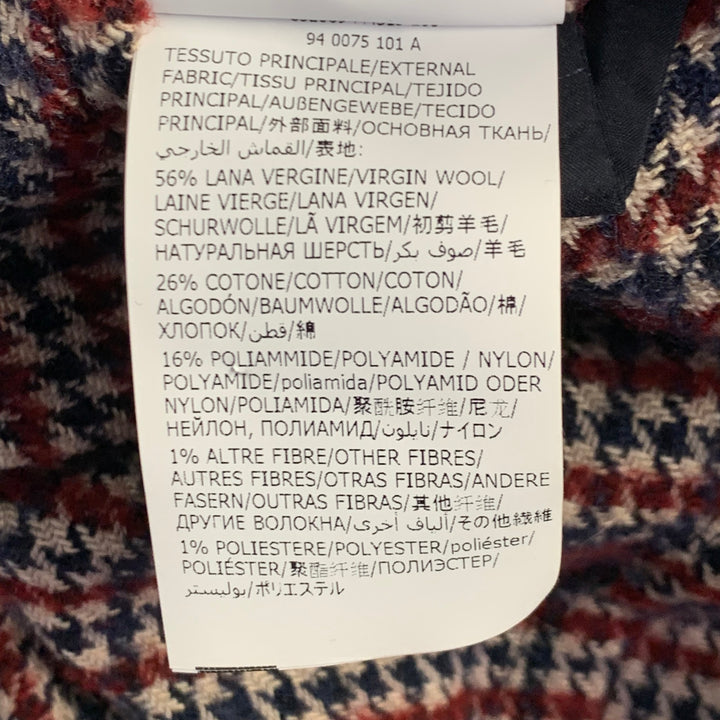 94 0075 101 A
TESSUTO PRINCIPALE/EXTERNAL
FABRIC/TISSU PRINCIPAL/TEJIDO
PRINCIPAL/AUßENGEWEBE/TECIDO
PRINCIPAL/外部面料/ОСНОВНАЯ ТКАНЬ/
القماش الخارجي/表地:
56% LANA VERGINE/VIRGIN WOOL/
LAINE VIERGE/LANA VIRGEN/
SCHURWOLLE/LÃ VIRGEM/初剪羊毛/
НАТУРАЛЬНАЯ ШЕРСТЬ/صوف بكر/羊毛
26% COTONE/COTTON/COTON/
ALGODÓN/BAUMWOLLE/ALGODÃO/棉/
ХЛОПОК/قطن/綿
16% POLIAMMIDE/POLYAMIDE / NYLON/
POLYAMIDE/poliamida/POLYAMID ODER
NYLON/POLIAMIDA/聚酰胺纤维/尼龙/
НЕЙЛОН, ПОЛИАМИД/نايلون/ナイロン
1% ALTRE FIBRE/OTHER FIBRES/
AUTRES FIBRES/OTRAS FIBRAS/ANDERE
FASERN/OUTRAS FIBRAS/其他纤维/
ДРУГИЕ ВОЛОКНА/ألياف أخرى/その他繊維
1% POLIESTERE/POLYESTER/poliéster/
POLIÉSTER/聚酯纤维/ПОЛИЭСТЕР/
بوليستر/ポリエステル